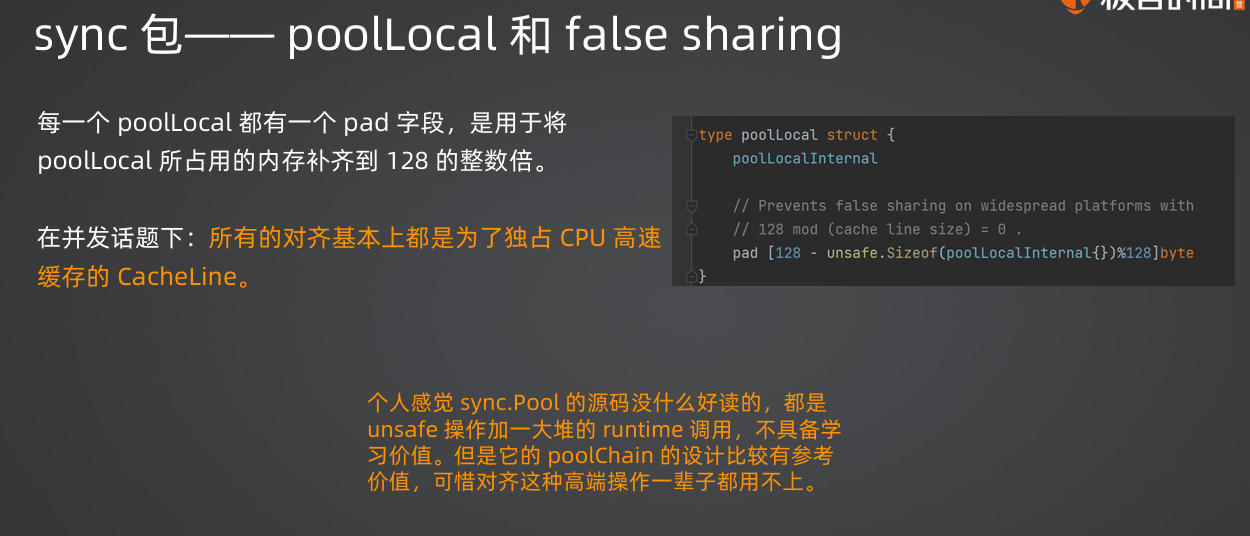 sync 包—— poolLocal 和 false sharing
每一个 poolLocal 都有一个 pad 字段，是用于将
poolLocal 所占用的内存补齐到 128 的整数倍。
在并发话题下：所有的对齐基本上都是为了独占 CPU 高速
缓存的 CacheLine。
type poolLocal struct {
poolLocalInternal
// Prevents false sharing on widespread platforms with
// 128 mod (cache line size) = 0 .
pad [128 - unsafe.Sizeof(poolLocalInternal{})%128]byte
}
个人感觉 sync.Pool 的源码没什么好读的，都是
unsafe 操作加一大堆的 runtime 调用，不具备学
习价值。但是它的 poolChain 的设计比较有参考
价值，可惜对齐这种高端操作一辈子都用不上。